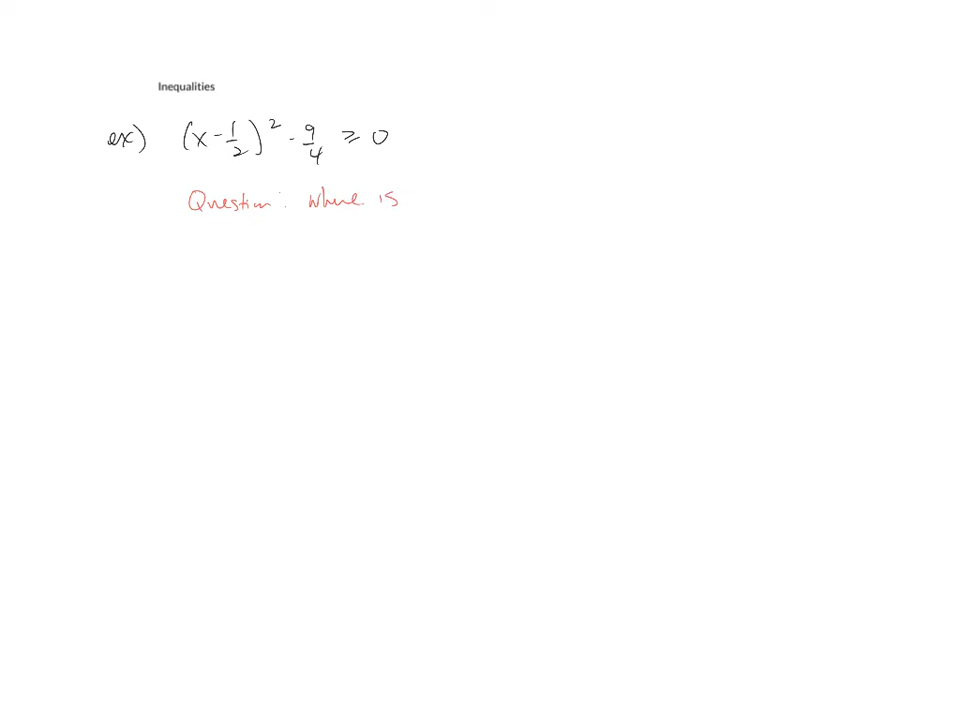 Inequalities
ex) (x - 1/2)² - 9/4 ≥ 0
Question: Where is